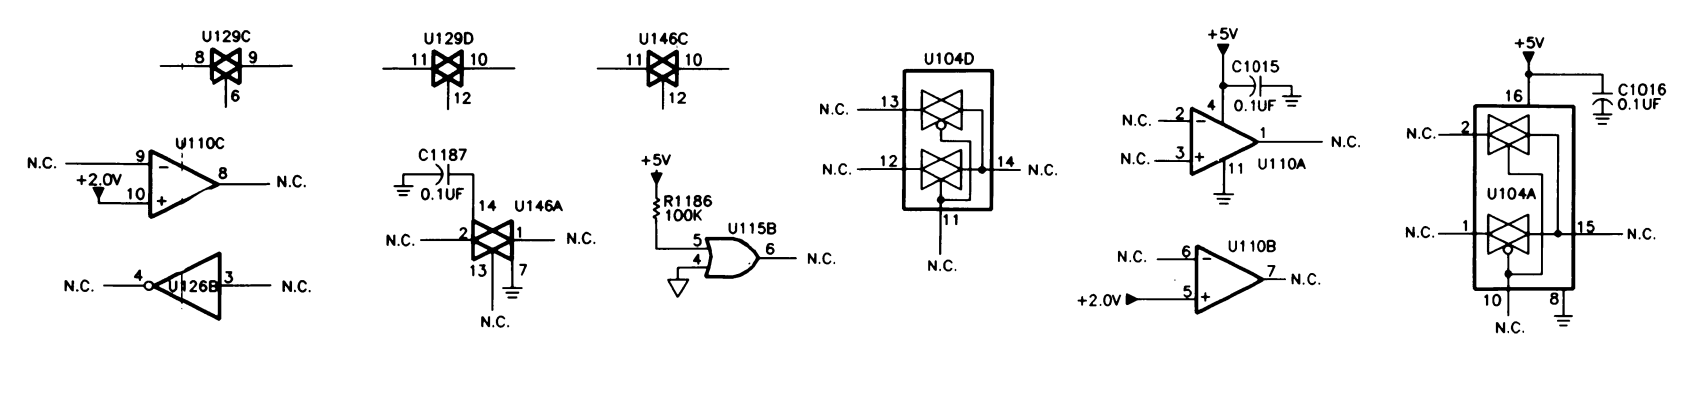 U129C
8 9
6
U129D
11 10
12
U146C
11 10
12
U104D
13
N.C.
12 14
N.C. N.C.
11
N.C.
+5V
C1015
0.1UF
4
2
N.C. −
1
N.C.
3
N.C. +
11
U110A
+5V
C1016
0.1UF
16
2
N.C.
U104A
1 15
N.C. N.C.
10 8
N.C.
U110C
9
N.C. −
8
N.C.
+2.0V
10 +
C1187
0.1UF
14
U146A
2 1
N.C. N.C.
13 7
N.C.
+5V
R1186
100K
U115B
5
6
N.C.
4
U110B
6
N.C. −
7
N.C.
5
+2.0V +
4 3
N.C. U126B N.C.